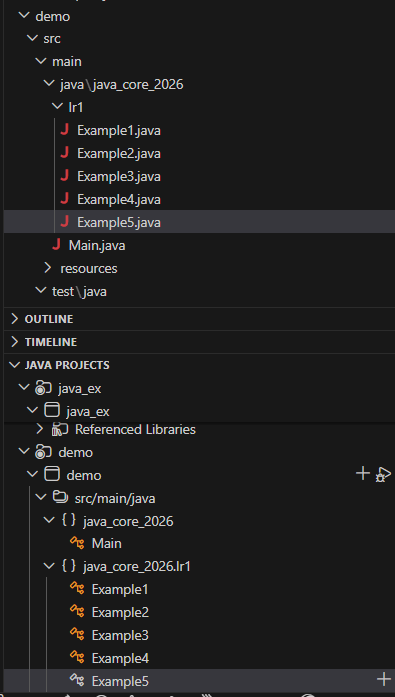 demo
src
main
java\java_core_2026
lr1
Example1.java
Example2.java
Example3.java
Example4.java
Example5.java
Main.java
resources
test\java
OUTLINE
TIMELINE
JAVA PROJECTS
java_ex
java_ex
Referenced Libraries
demo
demo
src/main/java
java_core_2026
Main
java_core_2026.lr1
Example1
Example2
Example3
Example4
Example5